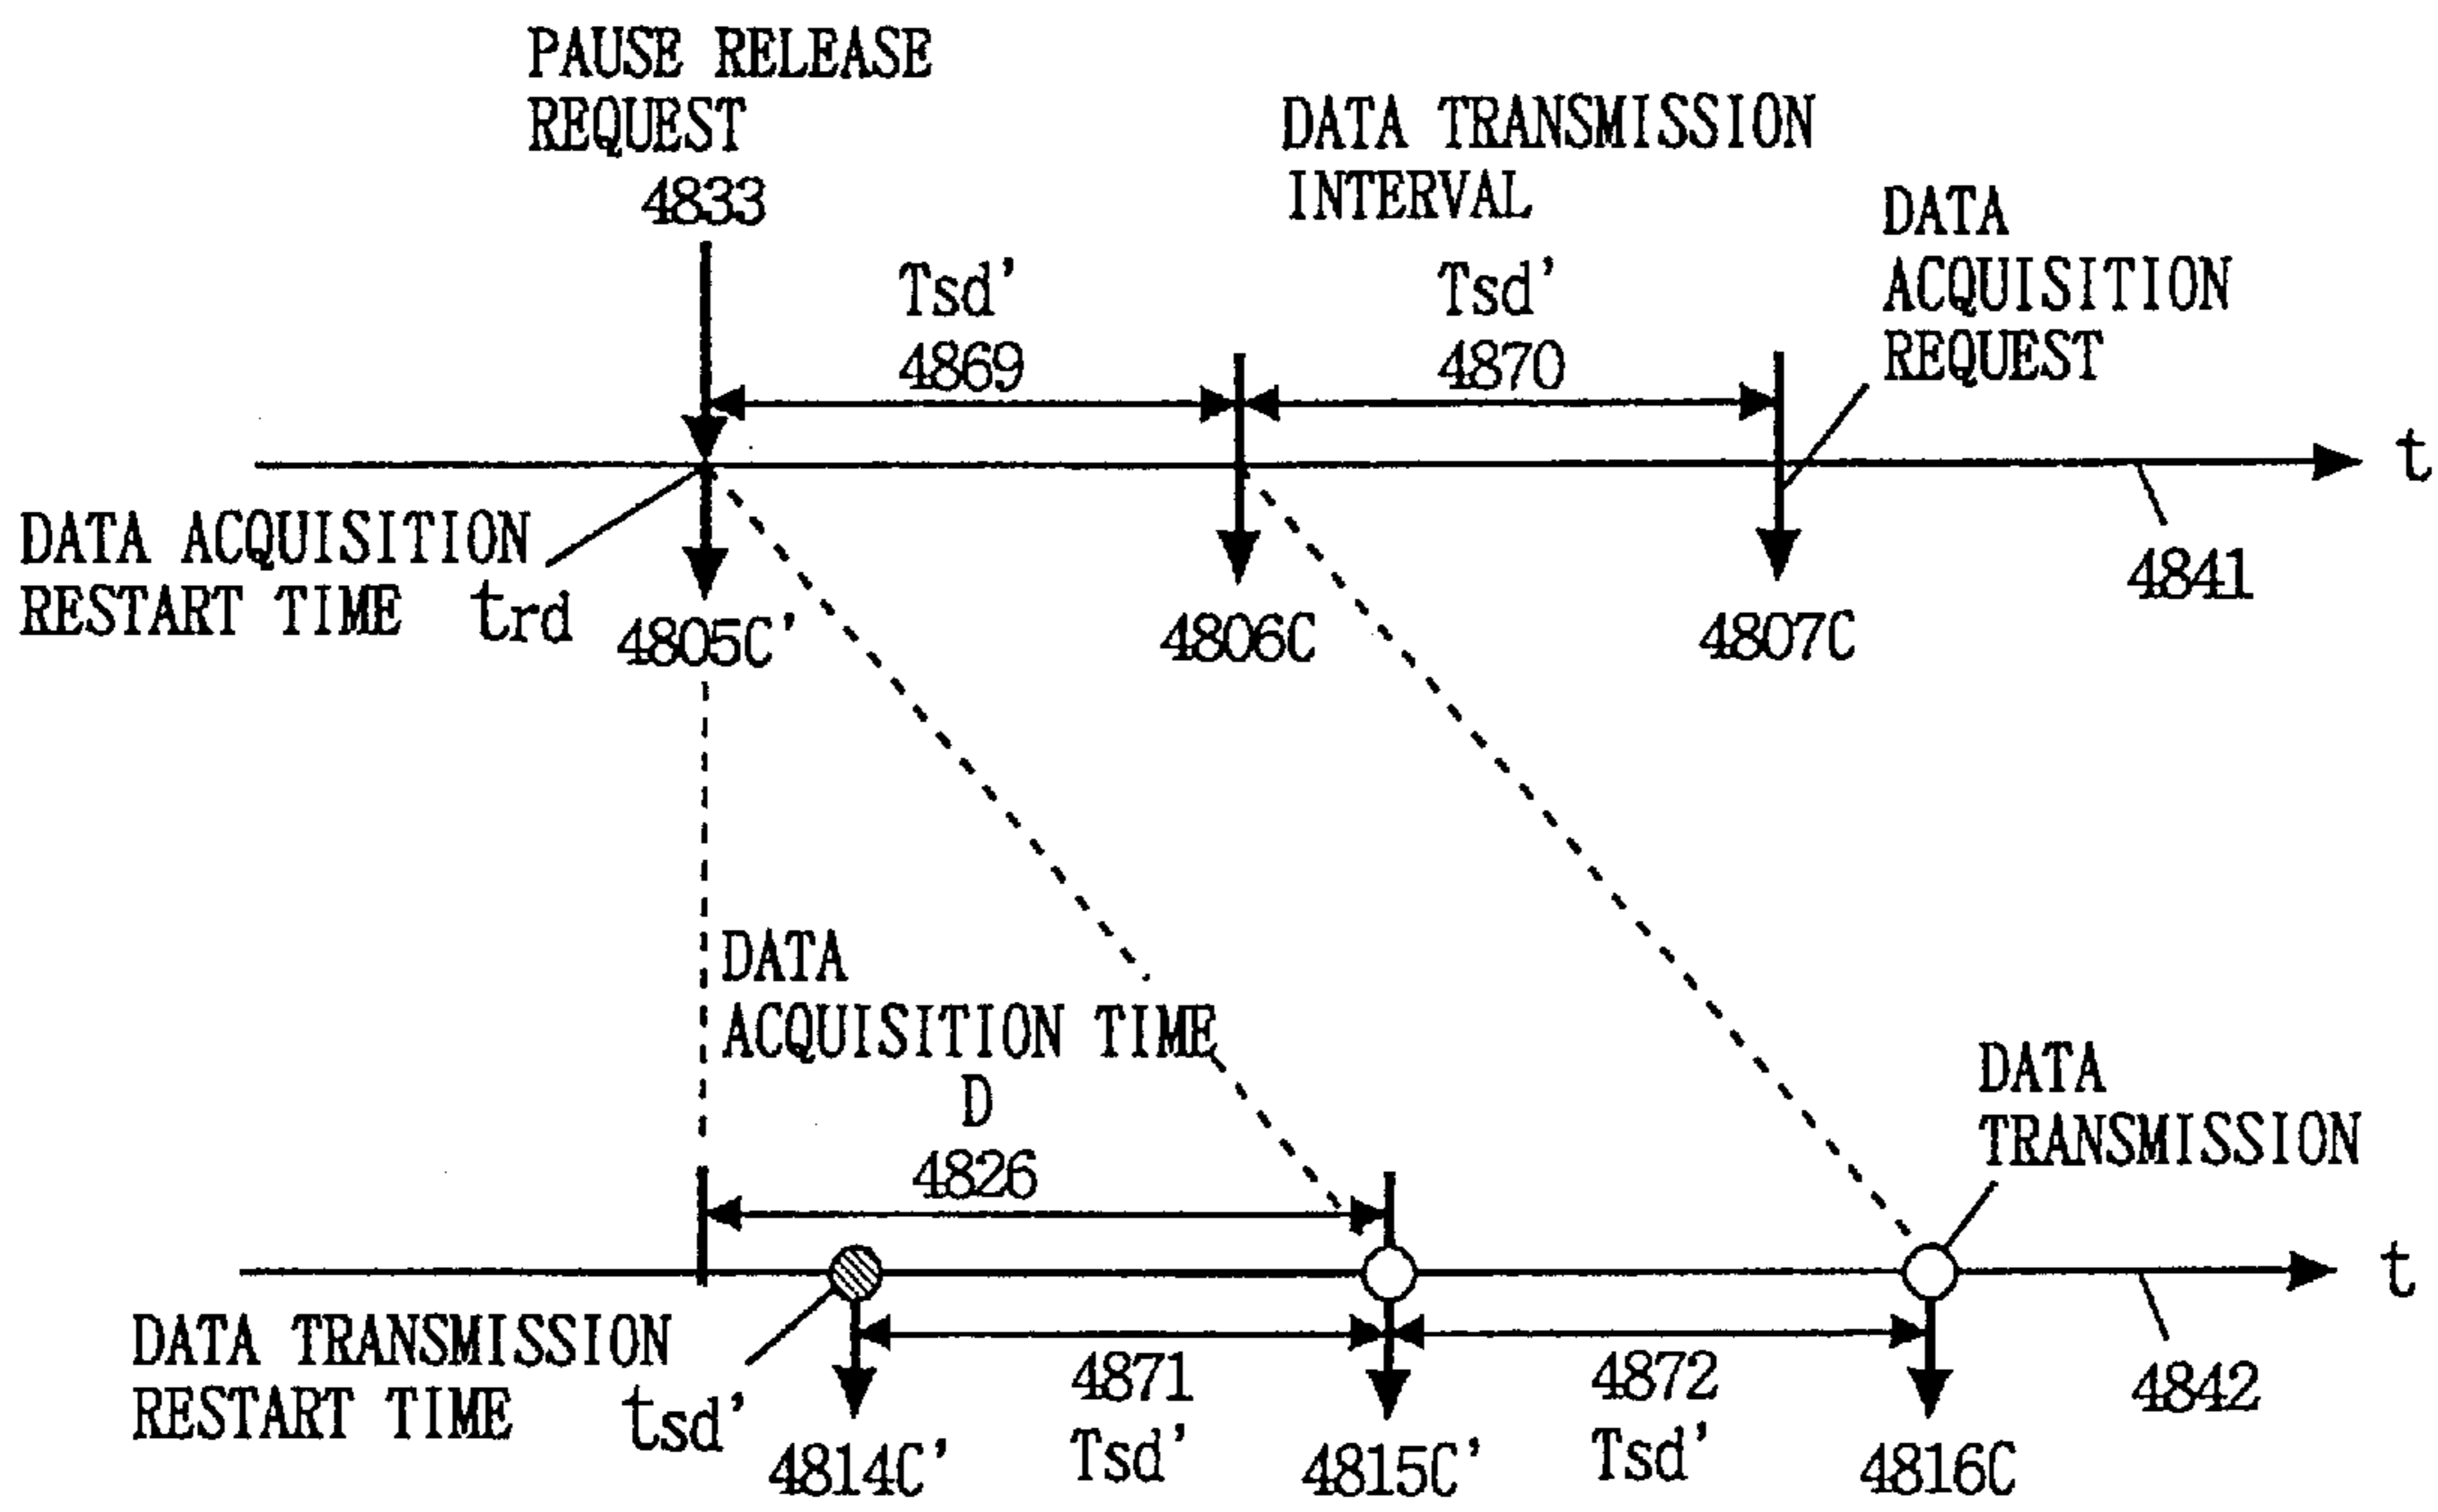 PAUSE RELEASE
REQUEST
4833
DATA TRANSMISSION
INTERVAL
DATA
ACQUISITION
REQUEST
Tsd'
4869
Tsd'
4870
t
DATA ACQUISITION
RESTART TIME trd
4805C'
4806C
4807C
4841
DATA
ACQUISITION TIME
D
4826
DATA
TRANSMISSION
t
DATA TRANSMISSION
RESTART TIME tsd'
4871
Tsd'
4872
Tsd'
4842
4814C'
4815C'
4816C